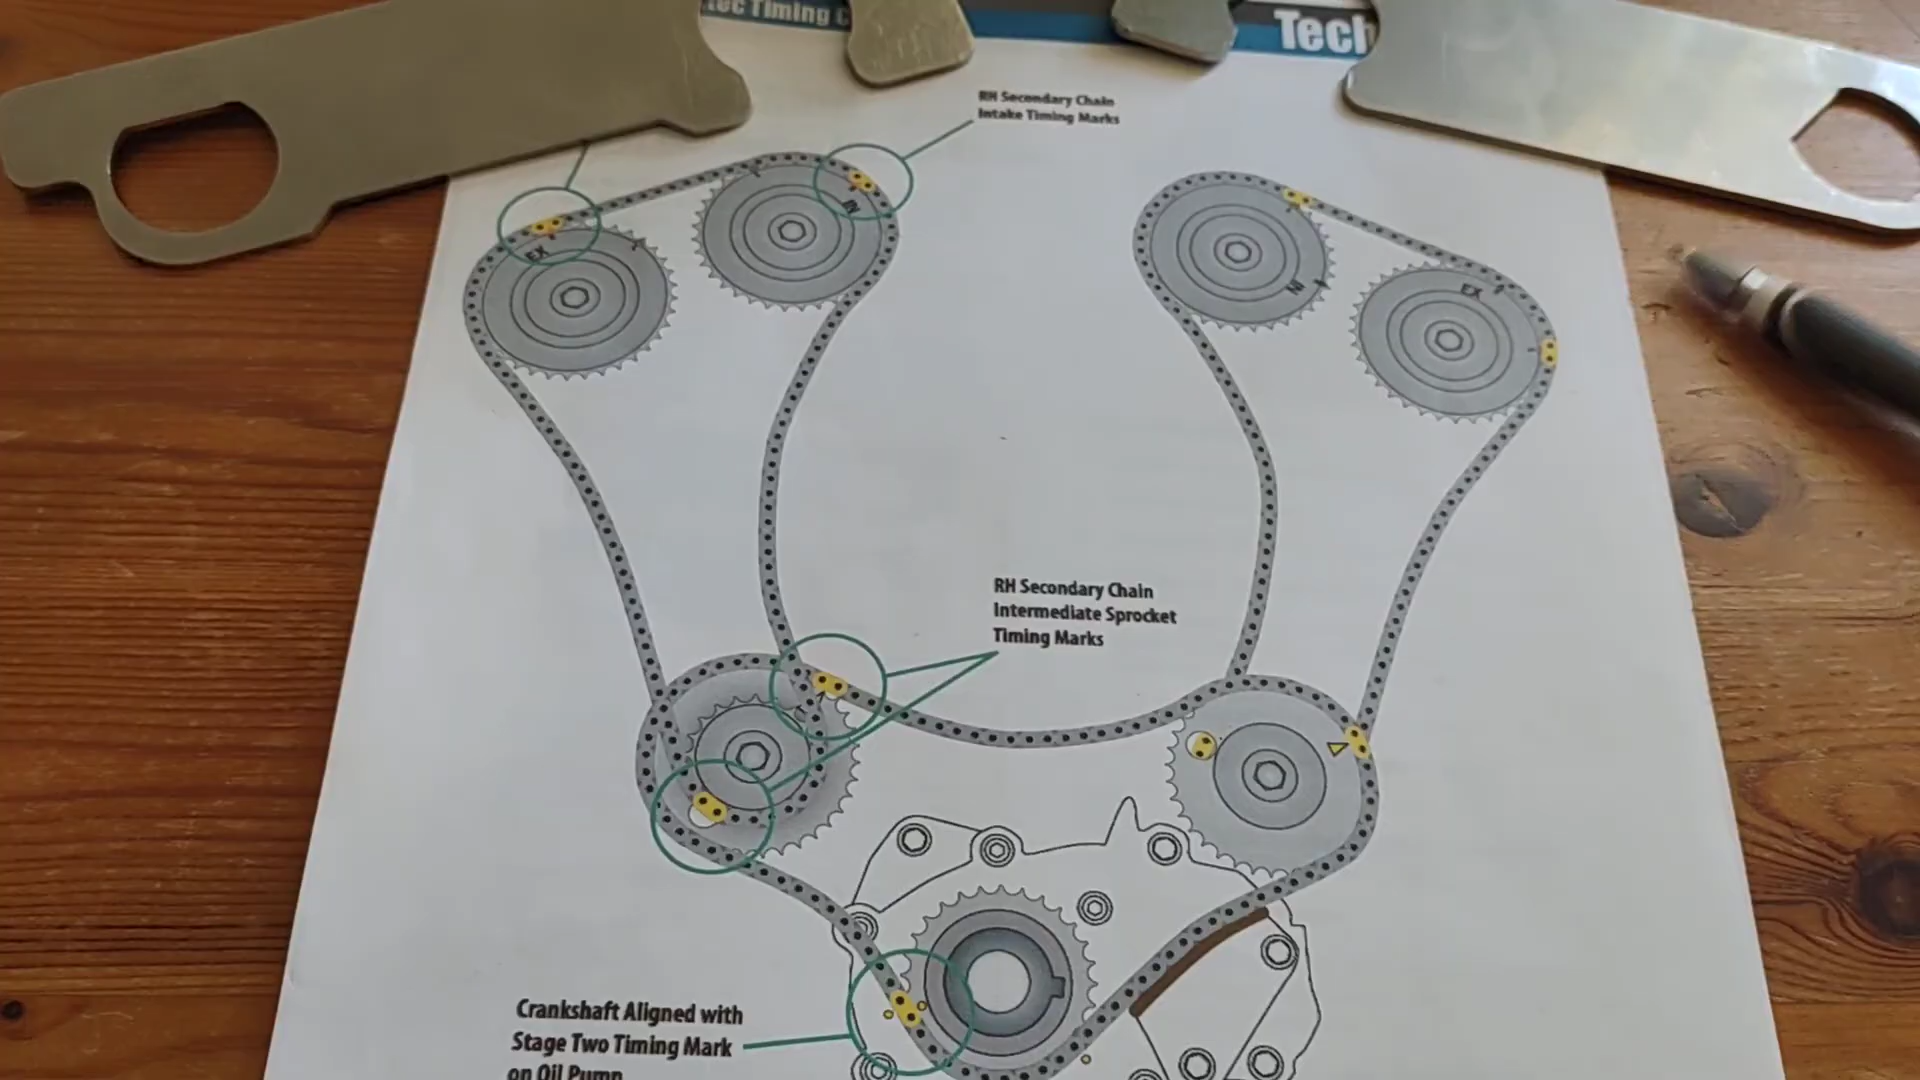 Timing
Tech
RH Secondary Chain
Intake Timing Marks
IN
EX
IN
EX
RH Secondary Chain
Intermediate Sprocket
Timing Marks
Crankshaft Aligned with
Stage Two Timing Mark
on Oil Pump